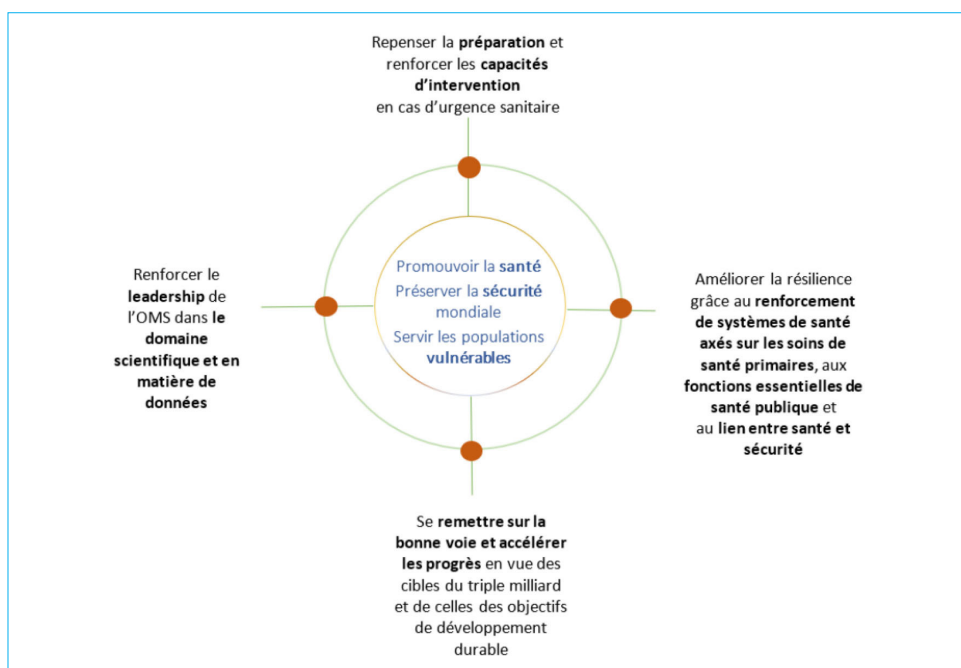 Repenser la préparation et
renforcer les capacités
d’intervention
en cas d’urgence sanitaire
Renforcer le
leadership de
l’OMS dans le
domaine
scientifique et en
matière de
données
Promouvoir la santé
Préserver la sécurité
mondiale
Servir les populations
vulnérables
Améliorer la résilience
grâce au renforcement
de systèmes de santé
axés sur les soins de
santé primaires, aux
fonctions essentielles de
santé publique et
au lien entre santé et
sécurité
Se remettre sur la
bonne voie et accélérer
les progrès en vue des
cibles du triple milliard
et de celles des objectifs
de développement
durable